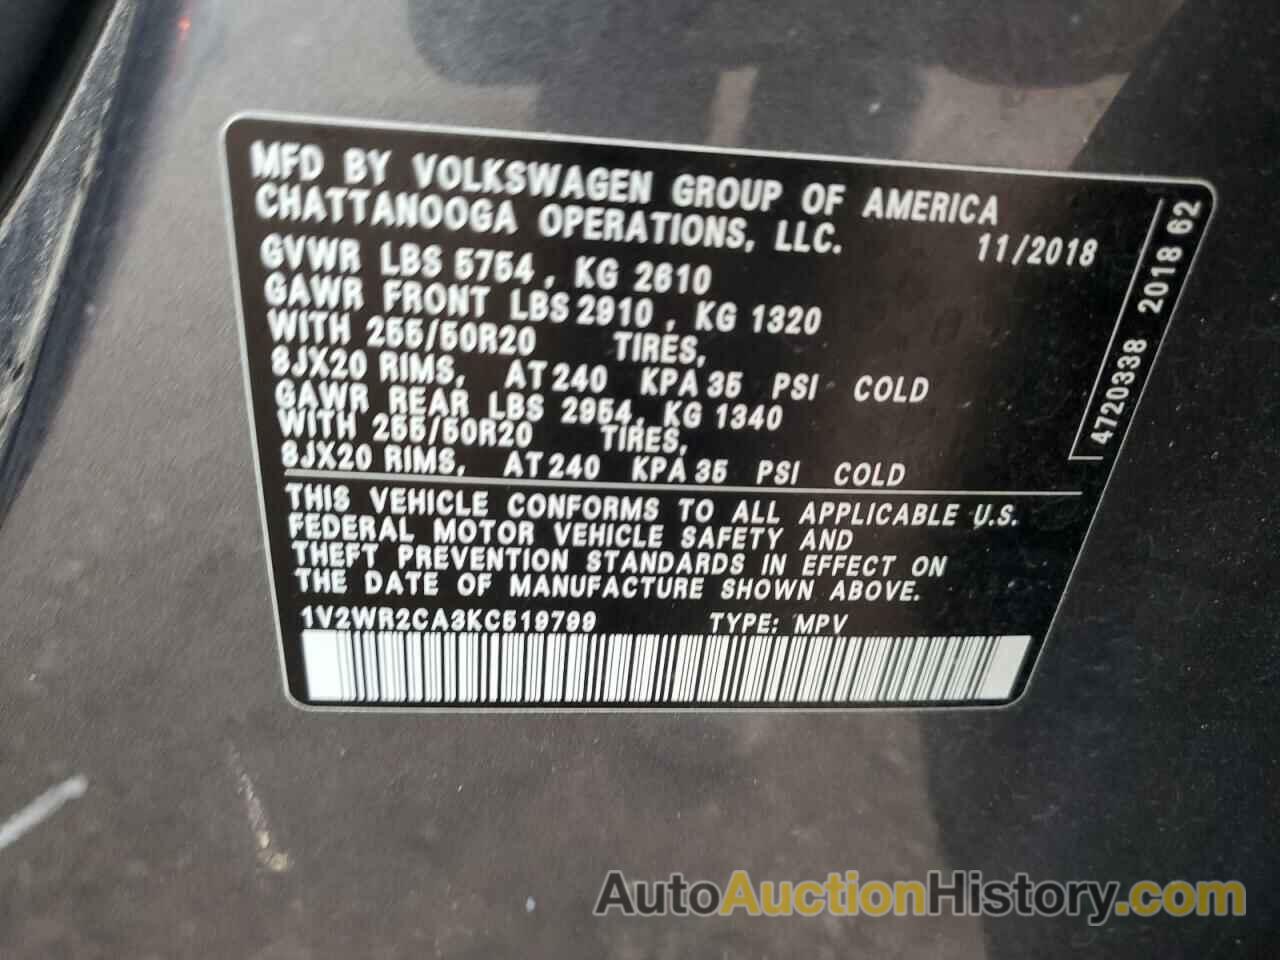 MFD BY VOLKSWAGEN GROUP OF AMERICA
CHATTANOOGA OPERATIONS, LLC.
11/2018
GVWR LBS 5754, KG 2610
GAWR FRONT LBS 2910, KG 1320
WITH 255/50R20 TIRES,
8JX20 RIMS, AT 240 KPA 35 PSI COLD
GAWR REAR LBS 2954, KG 1340
WITH 255/50R20 TIRES,
8JX20 RIMS, AT 240 KPA 35 PSI COLD
THIS VEHICLE CONFORMS TO ALL APPLICABLE U.S.
FEDERAL MOTOR VEHICLE SAFETY AND
THEFT PREVENTION STANDARDS IN EFFECT ON
THE DATE OF MANUFACTURE SHOWN ABOVE.
1V2WR2CA3KC519799 TYPE: MPV
47203338 2018 62
AutoAuctionHistory.com